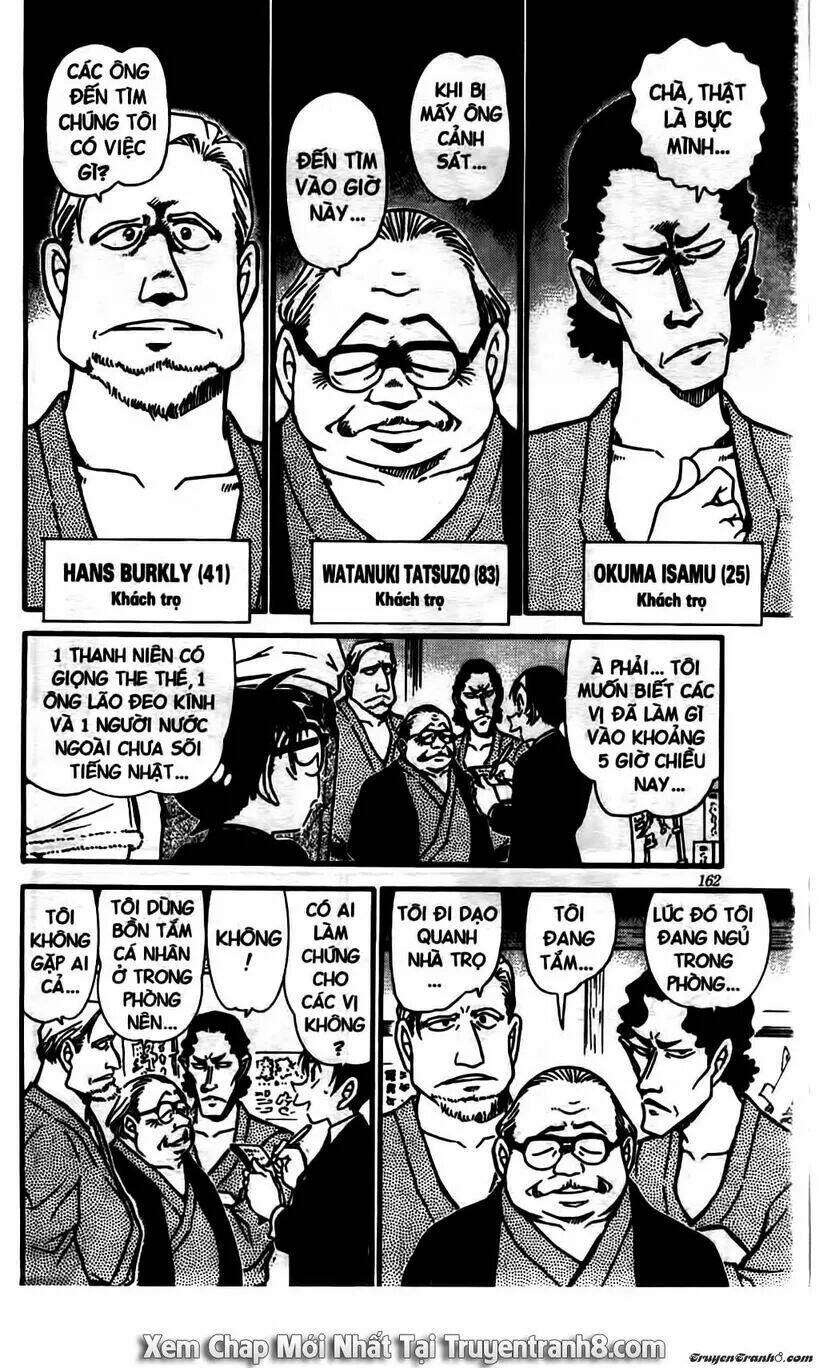 CHÀ, THẬT
LÀ BỰC
MÌNH...
KHI BỊ
MẤY ÔNG
CẢNH
SÁT...
ĐẾN TÌM
VÀO GIỜ
NÀY...
CÁC ÔNG
ĐẾN TÌM
CHÚNG TÔI
CÓ VIỆC
GÌ?
OKUMA ISAMU (25)
Khách trọ
WATANUKI TATSUZO (83)
Khách trọ
HANS BURKLY (41)
Khách trọ
À PHẢI... TÔI
MUỐN BIẾT CÁC
VỊ ĐÃ LÀM GÌ
VÀO KHOẢNG
5 GIỜ CHIỀU
NAY...
1 THANH NIÊN CÓ
GIỌNG THE THÉ, 1
ÔNG LÃO ĐEO KÍNH
VÀ 1 NGƯỜI NƯỚC
NGOÀI CHƯA SÕI
TIẾNG NHẬT...
162
LÚC ĐÓ TÔI
ĐANG NGỦ
TRONG
PHÒNG...
TÔI
ĐANG
TẮM...
TÔI ĐI DẠO
QUANH
NHÀ TRỌ
...
CÓ AI
LÀM
CHỨNG
CHO
CÁC VỊ
KHÔNG
?
KHÔNG
!
TÔI DÙNG
BỒN TẮM
CÁ NHÂN
Ở TRONG
PHÒNG
NÊN...
TÔI
KHÔNG
GẶP AI
CẢ...
Xem Chap Mới Nhất Tại Truyentranh8.com
TruyenTranh8.com